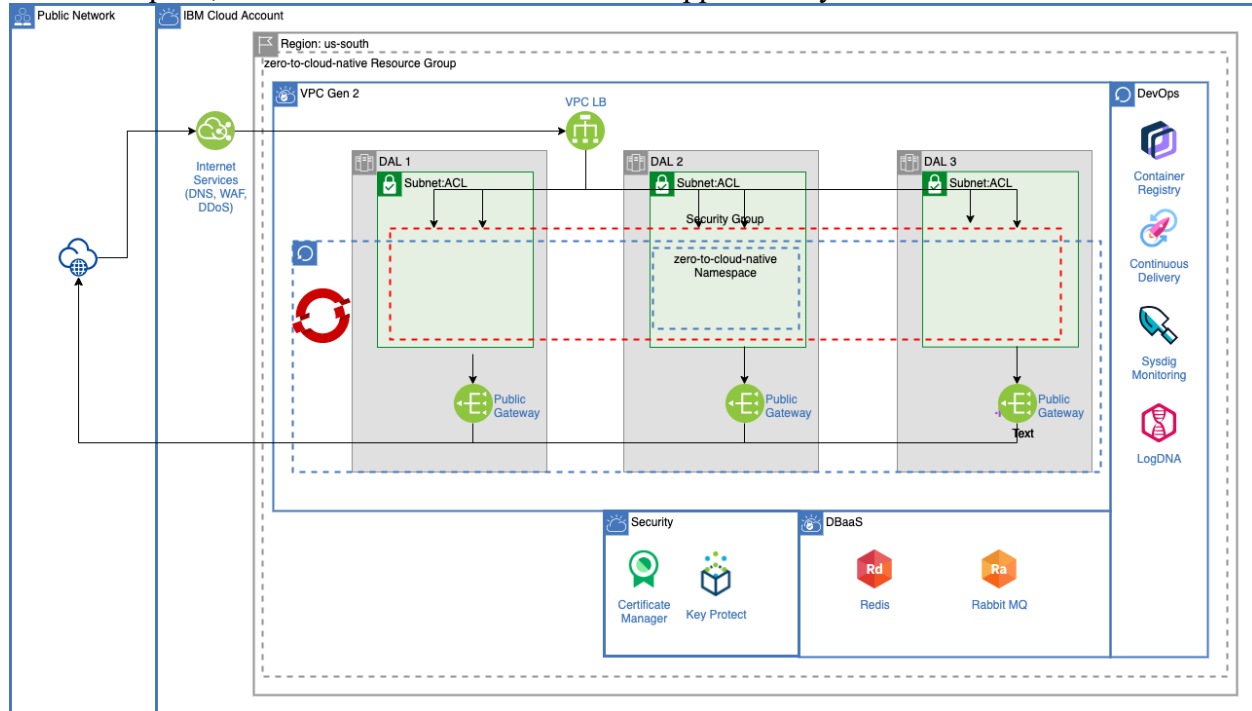 Public Network
IBM Cloud Account
Region: us-south
zero-to-cloud-native Resource Group
VPC Gen 2
DevOps
VPC LB
Internet
Services
(DNS, WAF,
DDoS)
DAL 1
DAL 2
DAL 3
Subnet:ACL
Subnet:ACL
Subnet:ACL
Security Group
zero-to-cloud-native
Namespace
Public
Gateway
Public
Gateway
Public
Gateway
Text
Container
Registry
Continuous
Delivery
Sysdig
Monitoring
LogDNA
Security
Certificate
Manager
Key Protect
DBaaS
Rd
Redis
Ra
Rabbit MQ